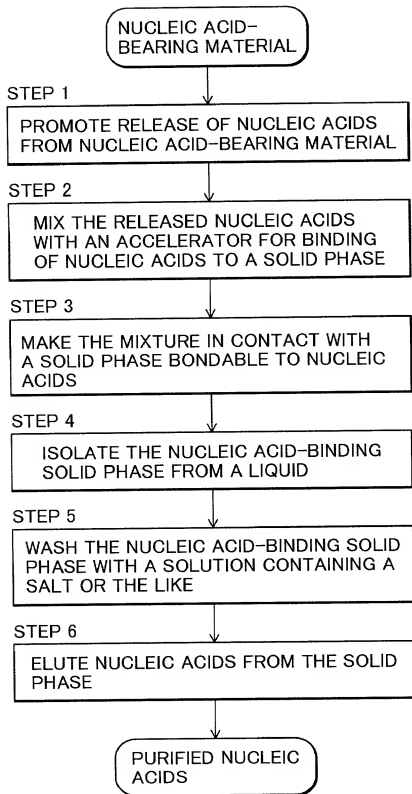 NUCLEIC ACID-
BEARING MATERIAL
STEP 1
PROMOTE RELEASE OF NUCLEIC ACIDS
FROM NUCLEIC ACID-BEARING MATERIAL
STEP 2
MIX THE RELEASED NUCLEIC ACIDS
WITH AN ACCELERATOR FOR BINDING
OF NUCLEIC ACIDS TO A SOLID PHASE
STEP 3
MAKE THE MIXTURE IN CONTACT WITH
A SOLID PHASE BONDABLE TO NUCLEIC
ACIDS
STEP 4
ISOLATE THE NUCLEIC ACID-BINDING
SOLID PHASE FROM A LIQUID
STEP 5
WASH THE NUCLEIC ACID-BINDING SOLID
PHASE WITH A SOLUTION CONTAINING A
SALT OR THE LIKE
STEP 6
ELUTE NUCLEIC ACIDS FROM THE SOLID
PHASE
PURIFIED NUCLEIC
ACIDS